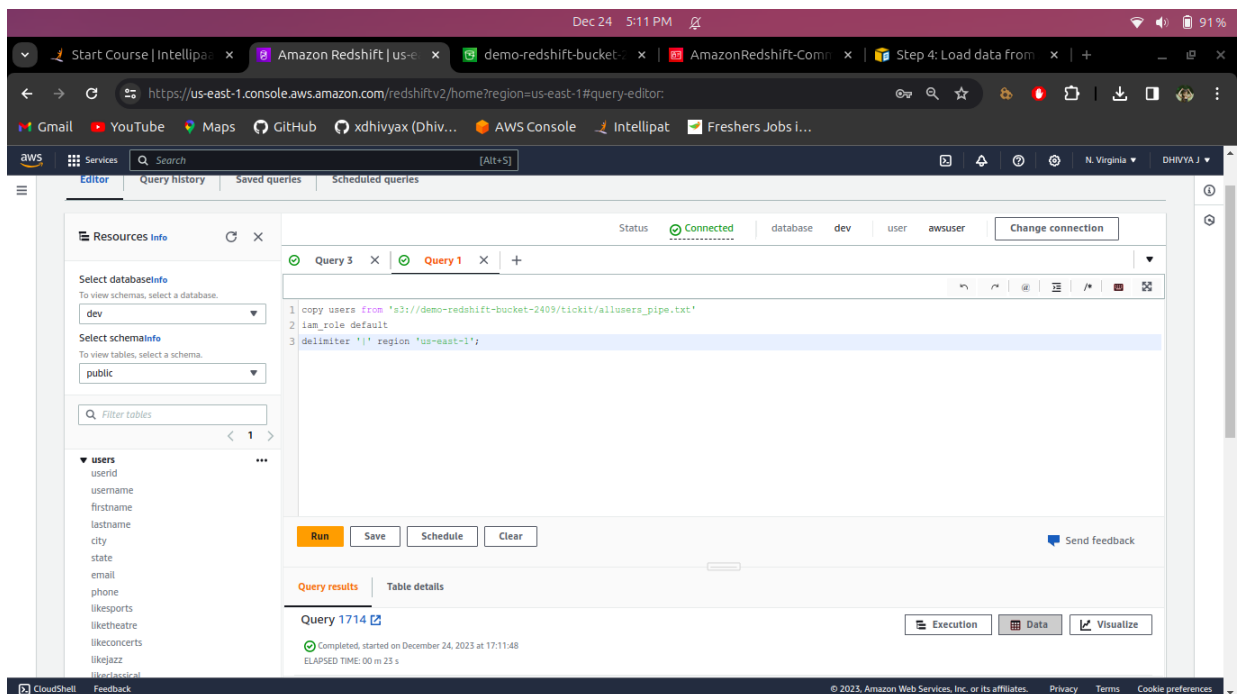 Dec 24 5:11 PM
91%
Start Course | Intellipaa
Amazon Redshift | us-e
demo-redshift-bucket-2
AmazonRedshift-Comm
Step 4: Load data from
https://us-east-1.console.aws.amazon.com/redshiftv2/home?region=us-east-1#query-editor:
Gmail YouTube Maps GitHub xdhivyax (Dhiv... AWS Console Intellipat Freshers Jobs i...
aws Services Search [Alt+S] N. Virginia DHIVYA J
Editor Query history Saved queries Scheduled queries
Resources Info
Status Connected database dev user awsuser Change connection
Query 3 Query 1
Select database Info
To view schemas, select a database.
dev
Select schema Info
To view tables, select a schema.
public
Filter tables
1
users
userid
username
firstname
lastname
city
state
email
phone
likesports
liketheatre
likeconcerts
likejazz
likeclassical
1 copy users from 's3://demo-redshift-bucket-2409/tickit/allusers_pipe.txt'
2 iam_role default
3 delimiter '|' region 'us-east-1';
Run Save Schedule Clear
Send feedback
Query results Table details
Query 1714
Execution Data Visualize
Completed, started on December 24, 2023 at 17:11:48
ELAPSED TIME: 00 m 23 s
CloudShell Feedback © 2023, Amazon Web Services, Inc. or its affiliates. Privacy Terms Cookie preferences